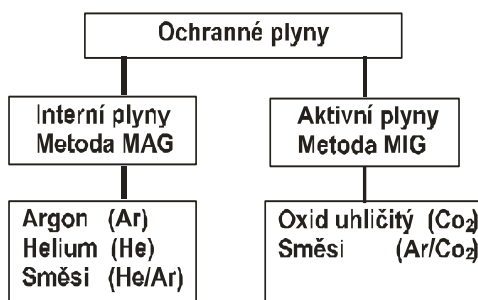 Ochranné plyny
Interní plyny
Metoda MAG
Aktivní plyny
Metoda MIG
Argon (Ar)
Helium (He)
Směsi (He/Ar)
Oxid uhličitý (Co₂)
Směsi (Ar/Co₂)